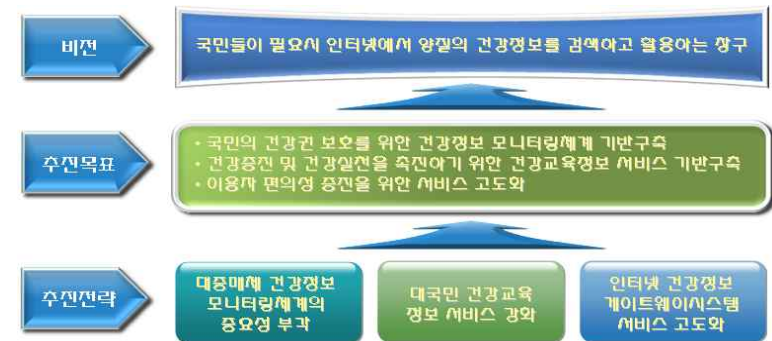 비전
국민들이 필요시 인터넷에서 양질의 건강정보를 검색하고 활용하는 창구
추진목표
• 국민의 건강권 보호를 위한 건강정보 모니터링체계 기반구축
• 건강증진 및 건강실천을 촉진하기 위한 건강교육정보 서비스 기반구축
• 이용자 편의성 증진을 위한 서비스 고도화
추진전략
대중매체 건강정보
모니터링체계의
중요성 부각
대국민 건강교육
정보 서비스 강화
인터넷 건강정보
게이트웨이시스템
서비스 고도화